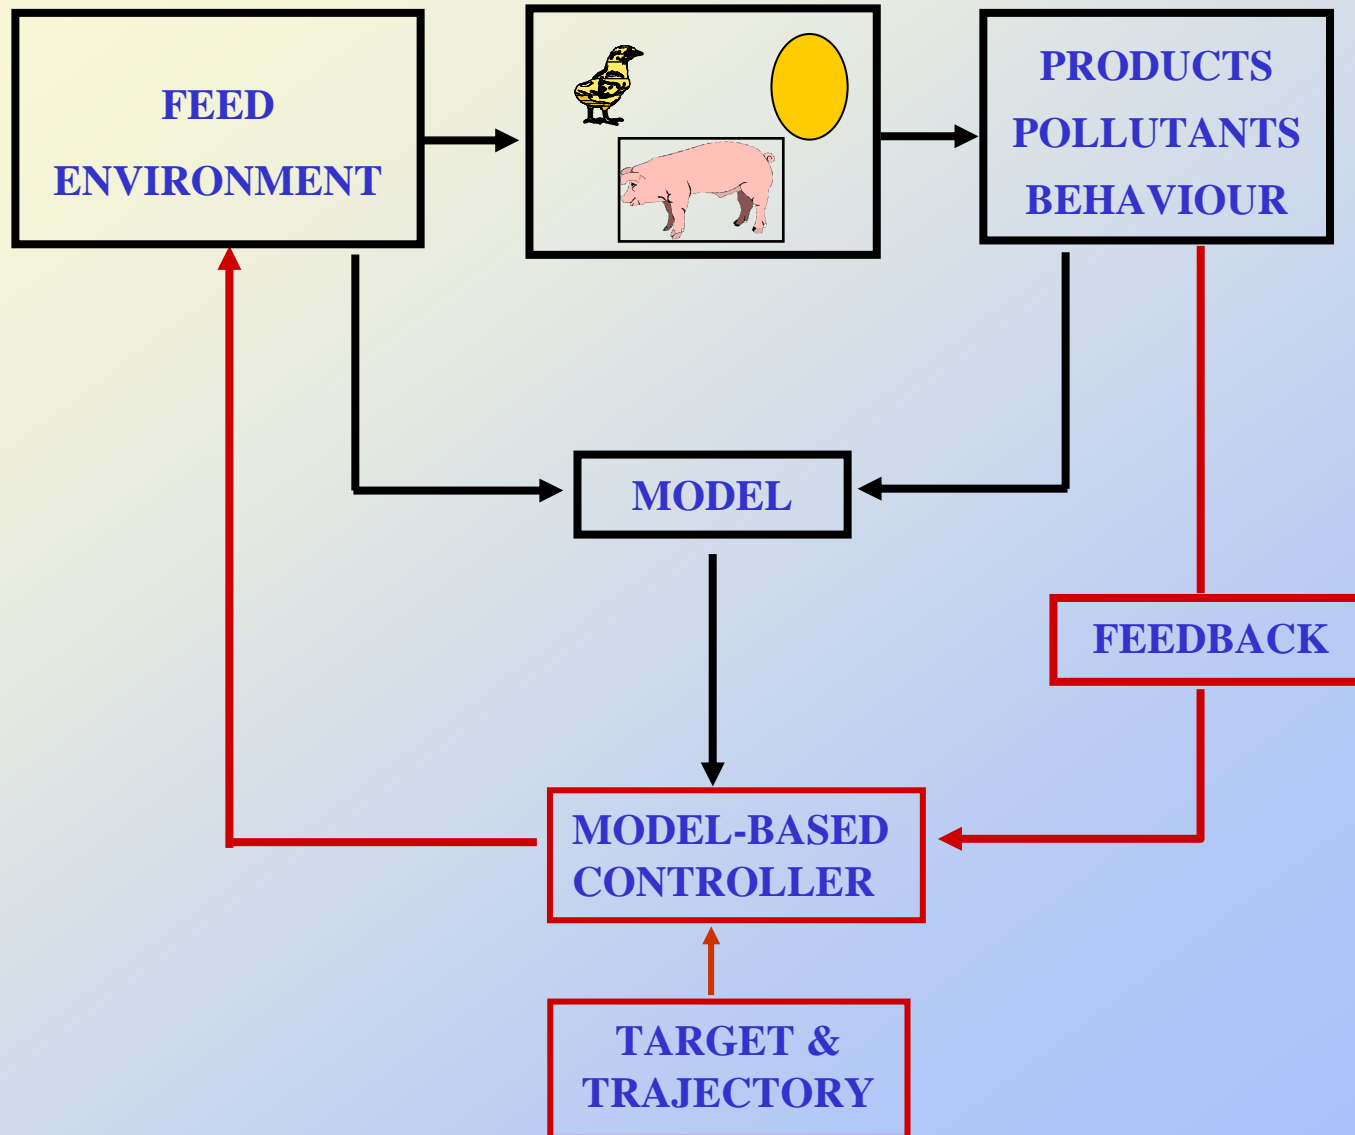 FEED
ENVIRONMENT
PRODUCTS
POLLUTANTS
BEHAVIOUR
MODEL
FEEDBACK
MODEL-BASED
CONTROLLER
TARGET &
TRAJECTORY